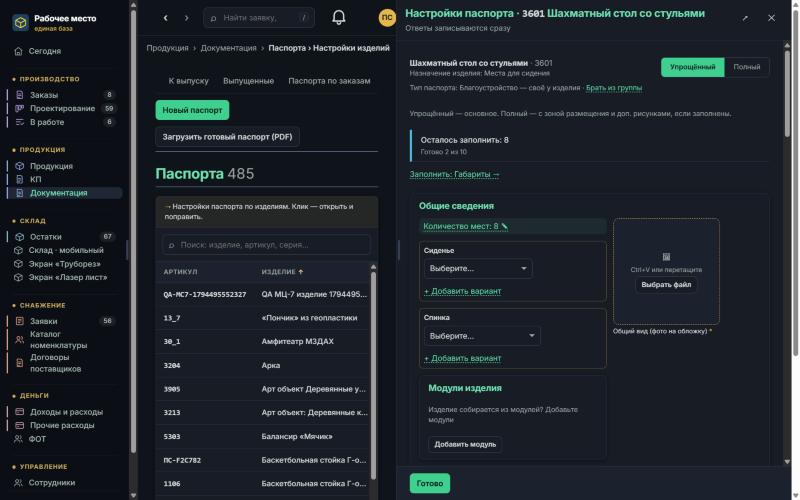 Рабочее место
единая база
Сегодня
ПРОИЗВОДСТВО
Заказы 8
Проектирование 59
В работе 6
ПРОДУКЦИЯ
Продукция
КП
Документация
СКЛАД
Остатки 67
Склад · мобильный
Экран «Труборез»
Экран «Лазер лист»
СНАБЖЕНИЕ
Заявки 56
Каталог
номенклатуры
Договоры
поставщиков
ДЕНЬГИ
Доходы и расходы
Прочие расходы
ФОТ
УПРАВЛЕНИЕ
Сотрудники
Найти заявку, /
ПС
Продукция › Документация › Паспорта › Настройки изделий
К выпуску Выпущенные Паспорта по заказам
Новый паспорт
Загрузить готовый паспорт (PDF)
Паспорта 485
→ Настройки паспорта по изделиям. Клик — открыть и
поправить.
Поиск: изделие, артикул, серия...
АРТИКУЛ ИЗДЕЛИЕ ↑
QA-МС7-1794495552327 QA МЦ-7 изделие 1794495...
13_7 «Пончик» из геопластики
30_1 Амфитеатр МЗДАХ
3204 Арка
3905 Арт объект Деревянные у...
3213 Арт объект: Деревянные к...
5303 Балансир «Мячик»
ПС-F2C782 Баскетбольная стойка Г-о...
1106 Баскетбольная стойка Г-о...
Настройки паспорта · 3601 Шахматный стол со стульями
Ответы записываются сразу
Шахматный стол со стульями · 3601
Назначение изделия: Места для сидения
Тип паспорта: Благоустройство — своё у изделия · Брать из группы
Упрощённый Полный
Упрощённый — основное. Полный — с зоной размещения и доп. рисунками, если заполнены.
Осталось заполнить: 8
Готово 2 из 10
Заполнить: Габариты →
Общие сведения
Количество мест: 8
Сиденье
Выберите...
+ Добавить вариант
Спинка
Выберите...
+ Добавить вариант
Ctrl+V или перетащите
Выбрать файл
Общий вид (фото на обложку) *
Модули изделия
Изделие собирается из модулей? Добавьте
модули
Добавить модуль
Готово